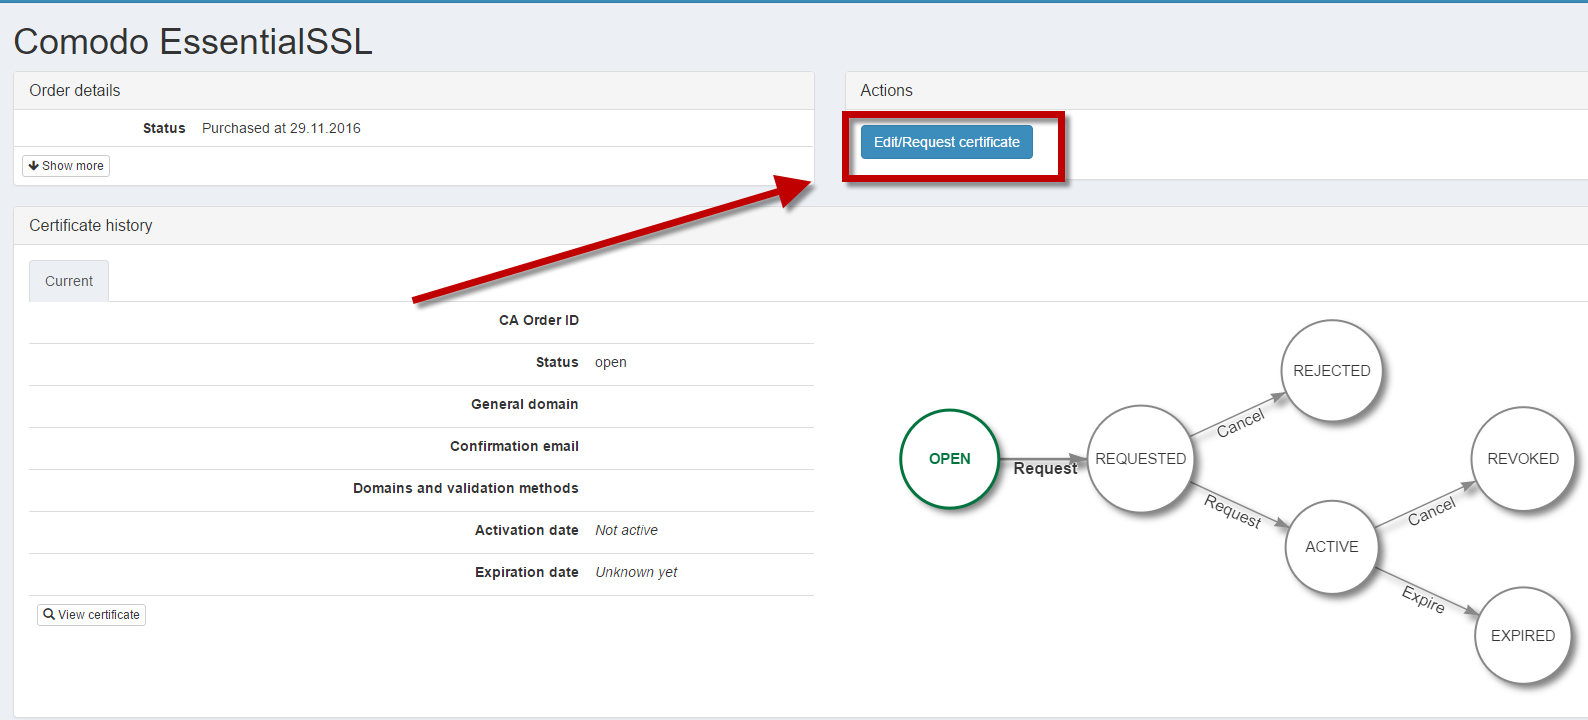 Comodo EssentialSSL
Order details
Status Purchased at 29.11.2016
Show more
Actions
Edit/Request certificate
Certificate history
Current
CA Order ID
Status open
General domain
Confirmation email
Domains and validation methods
Activation date Not active
Expiration date Unknown yet
View certificate
OPEN
Request
REQUESTED
Cancel
REJECTED
Request
ACTIVE
Cancel
REVOKED
Expire
EXPIRED